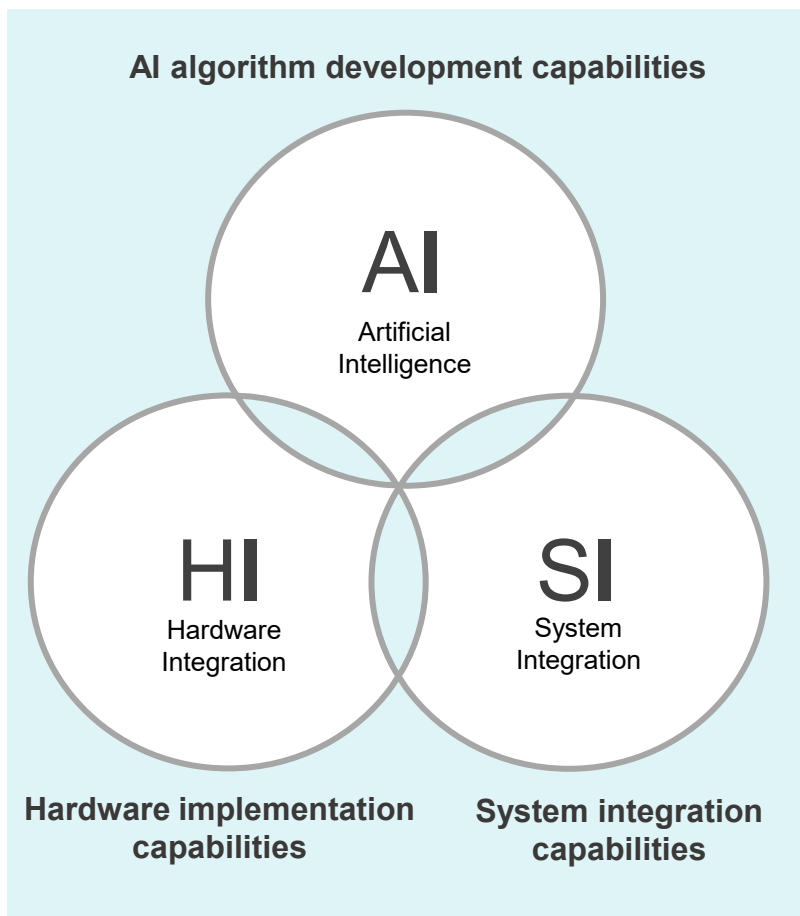 AI algorithm development capabilities
AI
Artificial
Intelligence
HI
Hardware
Integration
SI
System
Integration
Hardware implementation
capabilities
System integration
capabilities